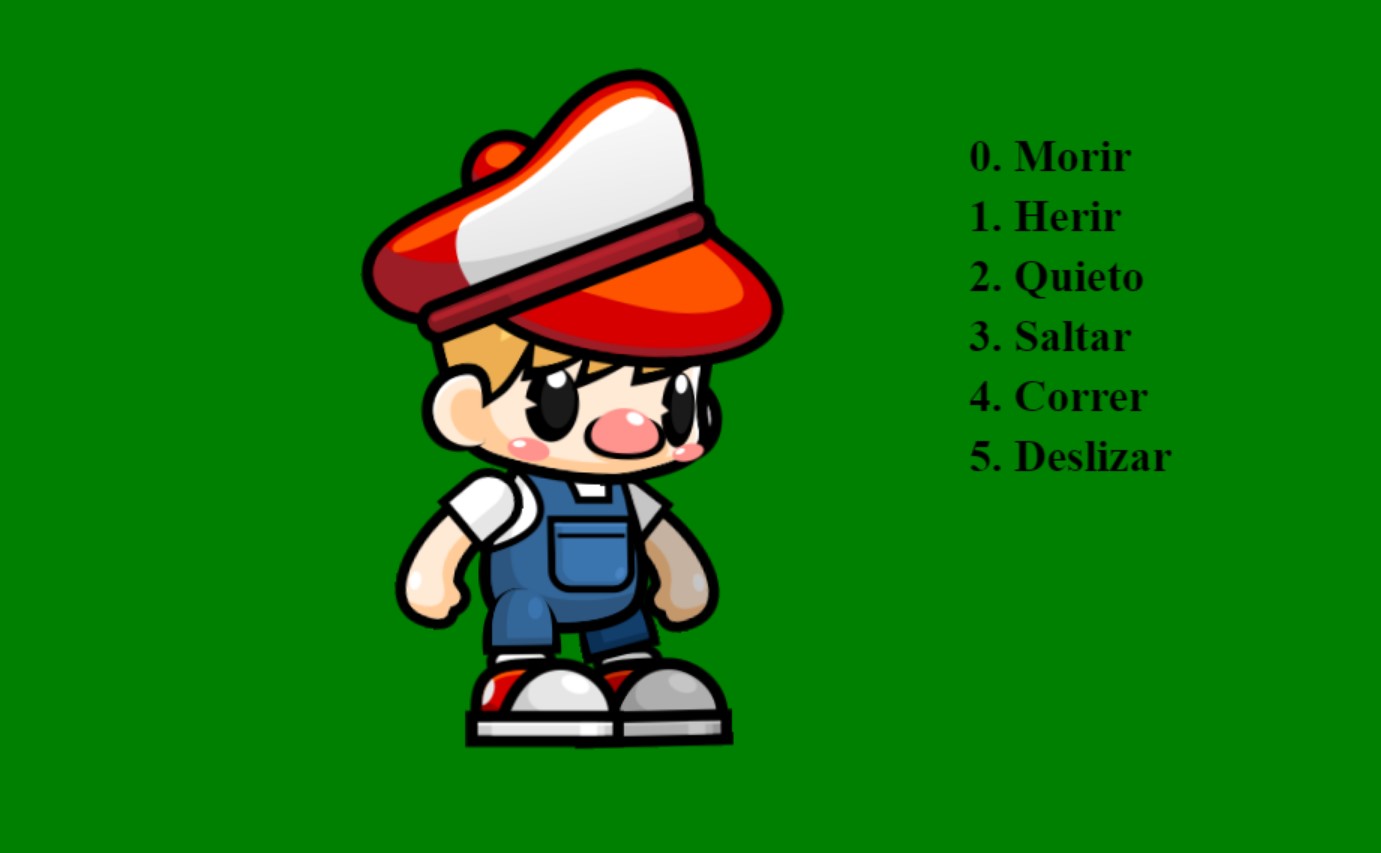 0. Morir
1. Herir
2. Quieto
3. Saltar
4. Correr
5. Deslizar